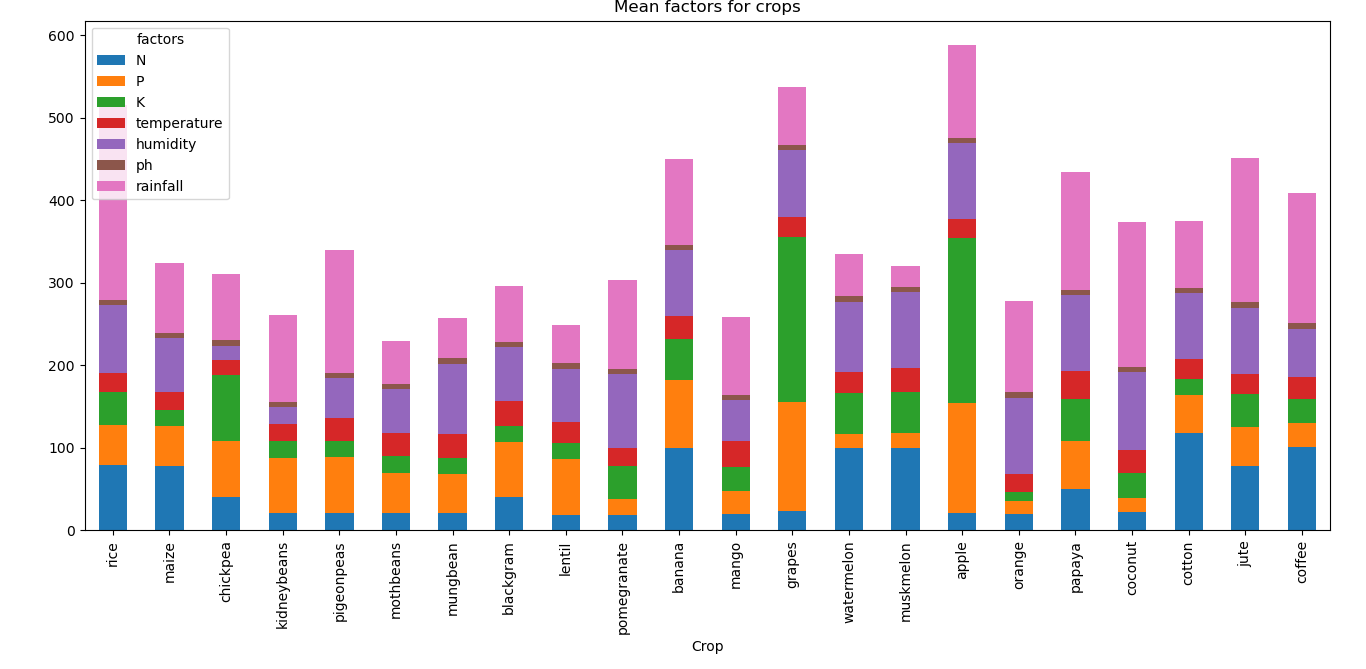 Mean factors for crops
600
500
400
300
200
100
0
factors
N
P
K
temperature
humidity
ph
rainfall
rice
maize
chickpea
kidneybeans
pigeonpeas
mothbeans
mungbean
blackgram
lentil
pomegranate
banana
mango
grapes
watermelon
muskmelon
apple
orange
papaya
coconut
cotton
jute
coffee
Crop